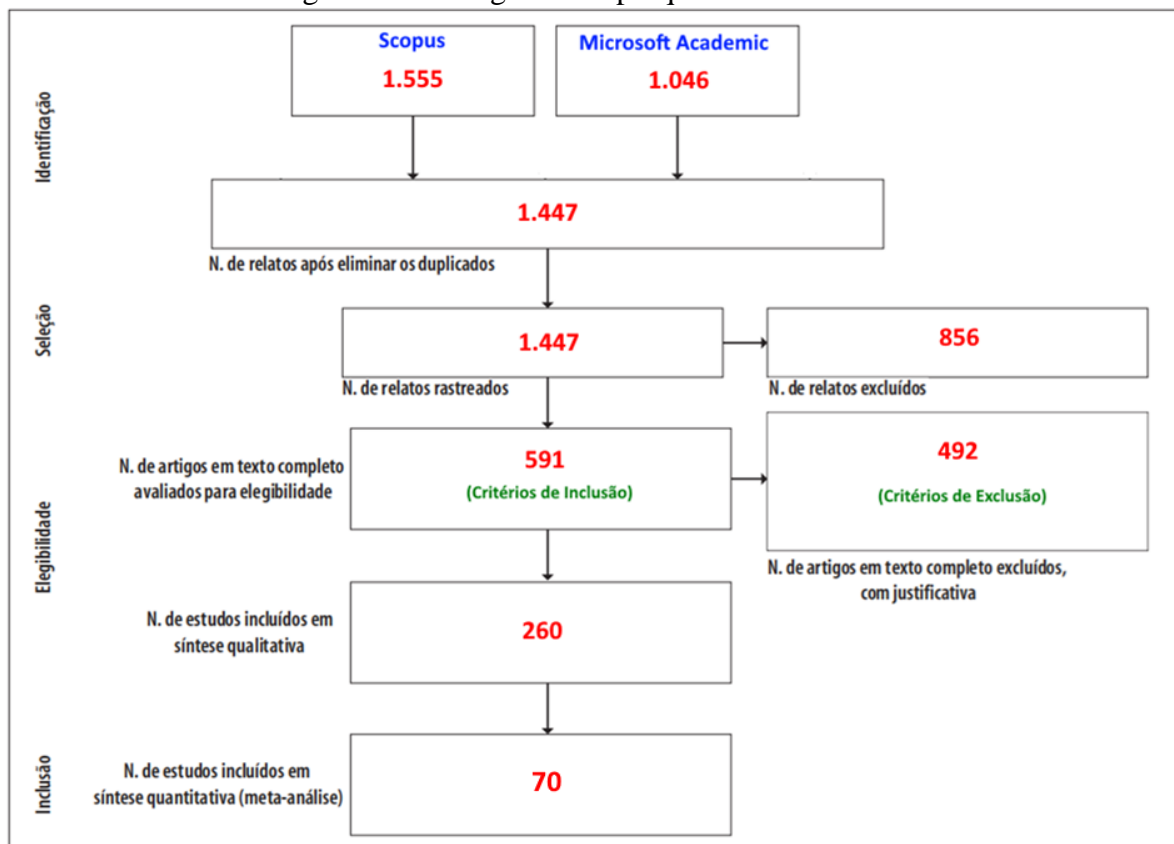 Scopus
1.555
Microsoft Academic
1.046
Identificação
1.447
N. de relatos após eliminar os duplicados
Seleção
1.447
N. de relatos rastreados
856
N. de relatos excluídos
Elegibilidade
N. de artigos em texto completo
avaliados para elegibilidade
591
(Critérios de Inclusão)
492
(Critérios de Exclusão)
N. de artigos em texto completo excluídos,
com justificativa
N. de estudos incluídos em
síntese qualitativa
260
Inclusão
N. de estudos incluídos em
síntese quantitativa (meta-análise)
70